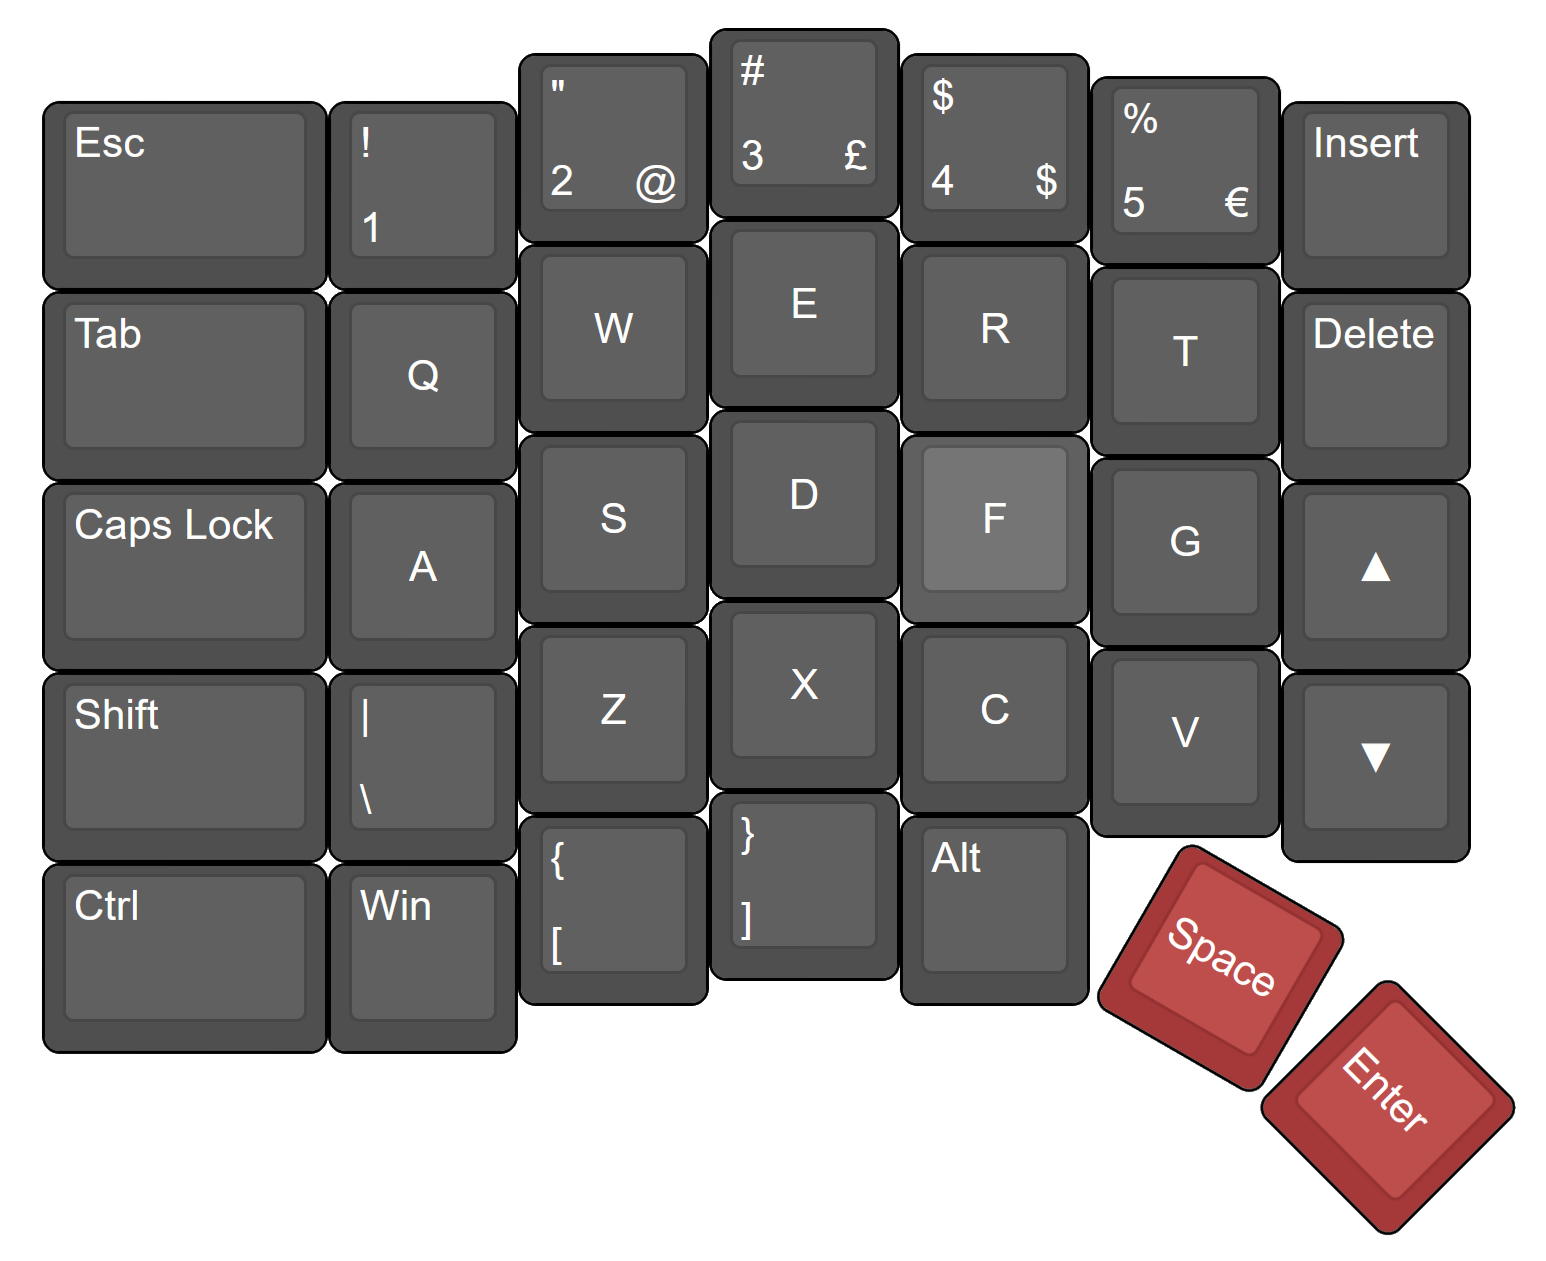 Esc
!
1
"
2 @
#
3 £
$
4 $
%
5 €
Insert
Tab
Q
W
E
R
T
Delete
Caps Lock
A
S
D
F
G
▲
Shift
|
\
Z
X
C
V
▼
Ctrl
Win
{
[
}
]
Alt
Space
Enter